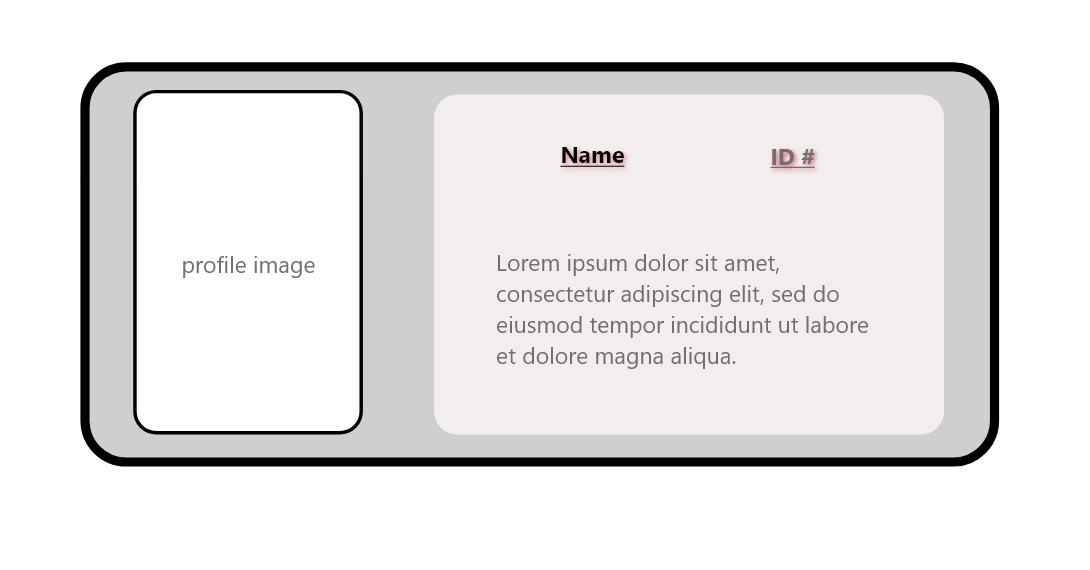 profile image
Name
ID #
Lorem ipsum dolor sit amet,
consectetur adipiscing elit, sed do
eiusmod tempor incididunt ut labore
et dolore magna aliqua.